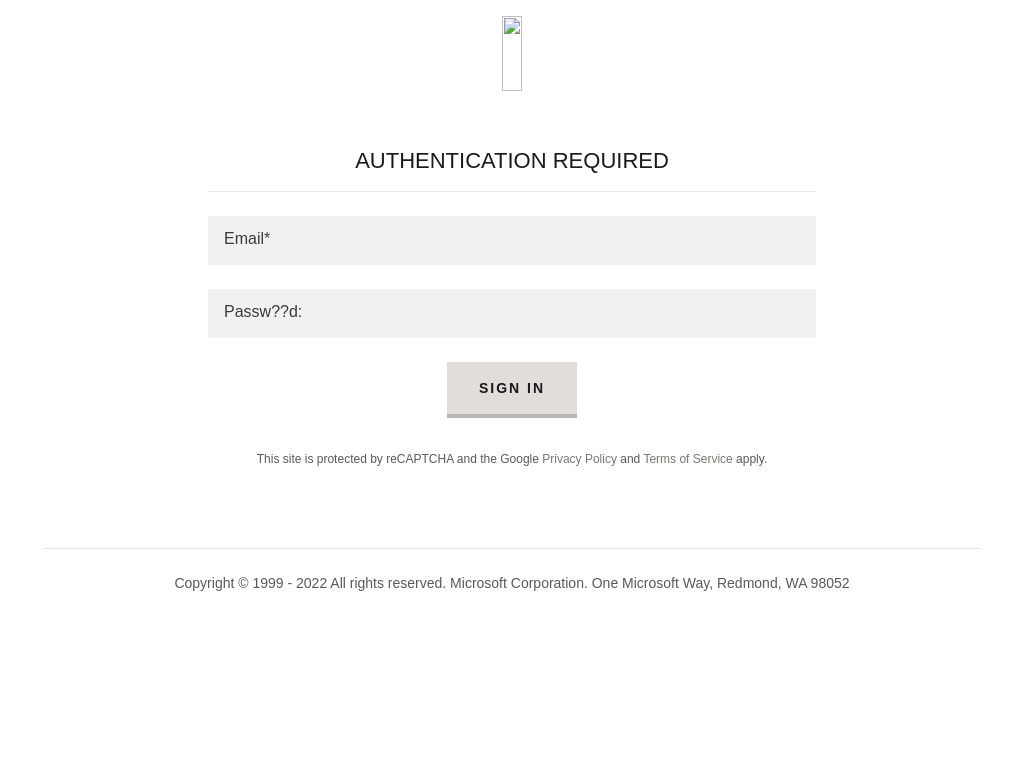 AUTHENTICATION REQUIRED
Email*
Passw??d:
SIGN IN
This site is protected by reCAPTCHA and the Google Privacy Policy and Terms of Service apply.
Copyright © 1999 - 2022 All rights reserved. Microsoft Corporation. One Microsoft Way, Redmond, WA 98052